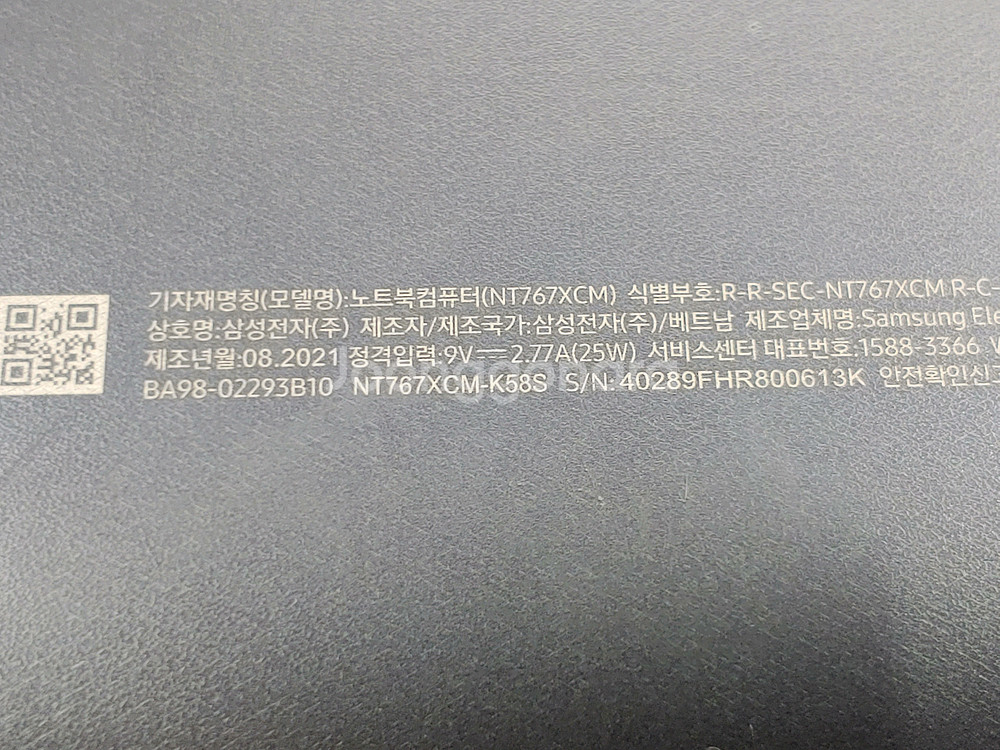 기자재명칭(모델명):노트북컴퓨터(NT767XCM) 식별부호:R-R-SEC-NT767XCM R-C-
상호명:삼성전자(주) 제조자/제조국가:삼성전자(주)/베트남 제조업체명:Samsung Ele
제조년월:08.2021 정격입력:9V⎓2.77A(25W) 서비스센터 대표번호:1588-3366
BA98-02293B10 NT767XCM-K58S S/N:40289FHR800613K 안전확인신고